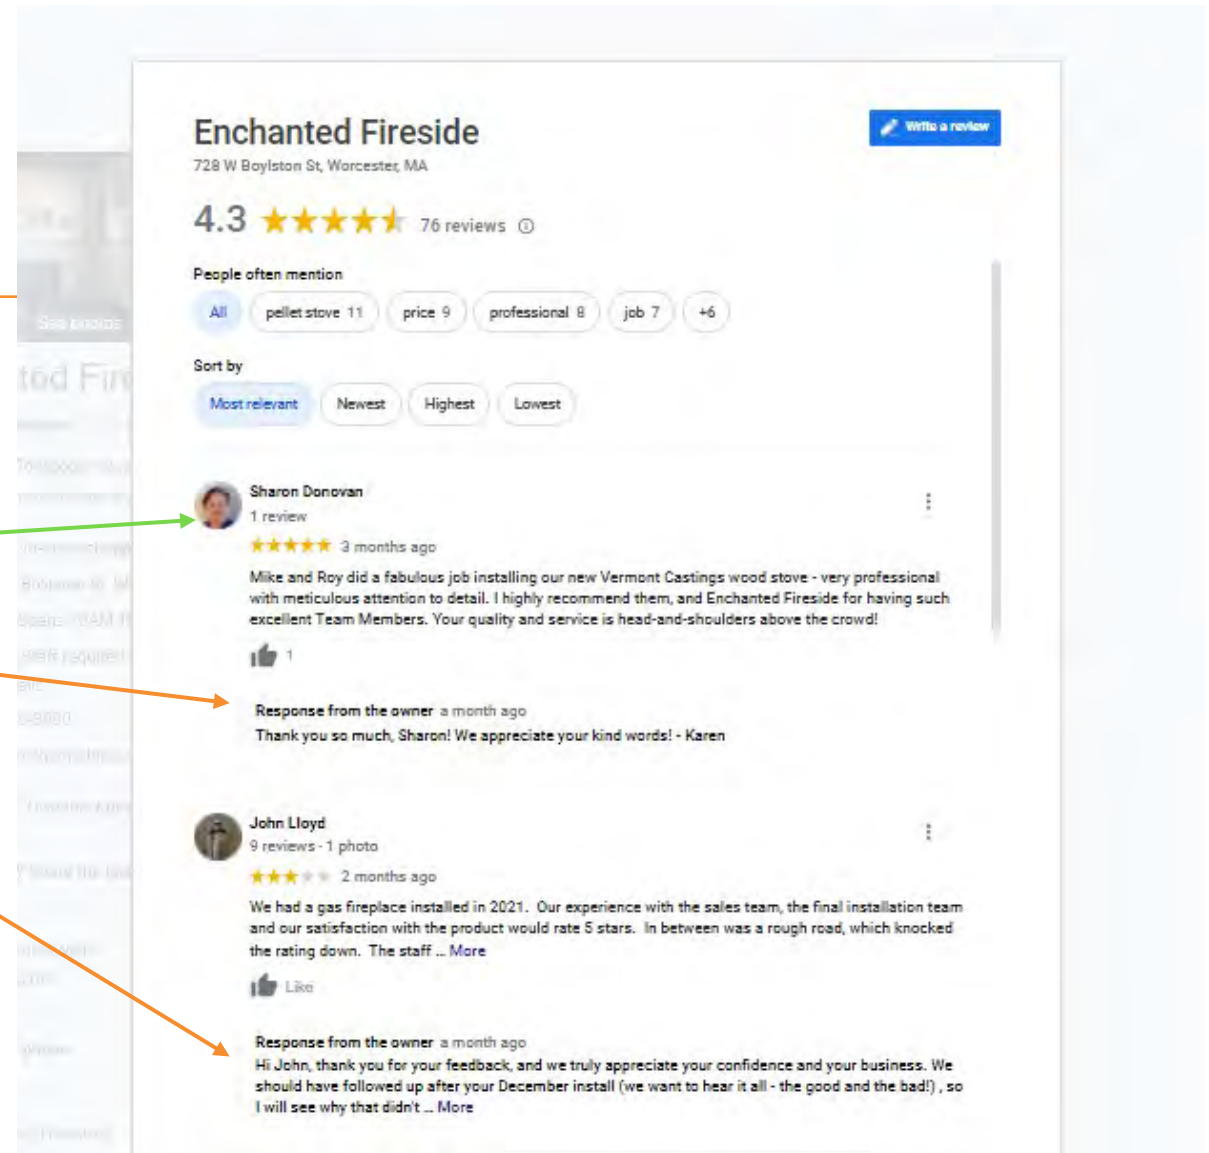 Enchanted Fireside
Write a review
728 W Boylston St, Worcester, MA
4.3 76 reviews
People often mention
All pellet stove 11 price 9 professional 8 job 7 +6
See photos
Sort by
Most relevant Newest Highest Lowest
Sharon Donovan
1 review
3 months ago
Mike and Roy did a fabulous job installing our new Vermont Castings wood stove - very professional
with meticulous attention to detail. I highly recommend them, and Enchanted Fireside for having such
excellent Team Members. Your quality and service is head-and-shoulders above the crowd!
1
Response from the owner a month ago
Thank you so much, Sharon! We appreciate your kind words! - Karen
John Lloyd
9 reviews · 1 photo
2 months ago
We had a gas fireplace installed in 2021. Our experience with the sales team, the final installation team
and our satisfaction with the product would rate 5 stars. In between was a rough road, which knocked
the rating down. The staff ... More
Like
Response from the owner a month ago
Hi John, thank you for your feedback, and we truly appreciate your confidence and your business. We
should have followed up after your December install (we want to hear it all - the good and the bad!) , so
I will see why that didn't ... More